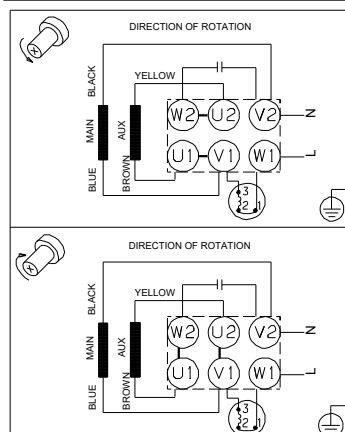 DIRECTION OF ROTATION
BLACK
YELLOW
MAIN
AUX
W2 U2 V2
N
U1 V1 W1
L
BLUE
BROWN
3
2 1
DIRECTION OF ROTATION
BLACK
YELLOW
MAIN
AUX
W2 U2 V2
N
U1 V1 W1
L
BLUE
BROWN
3
2 1